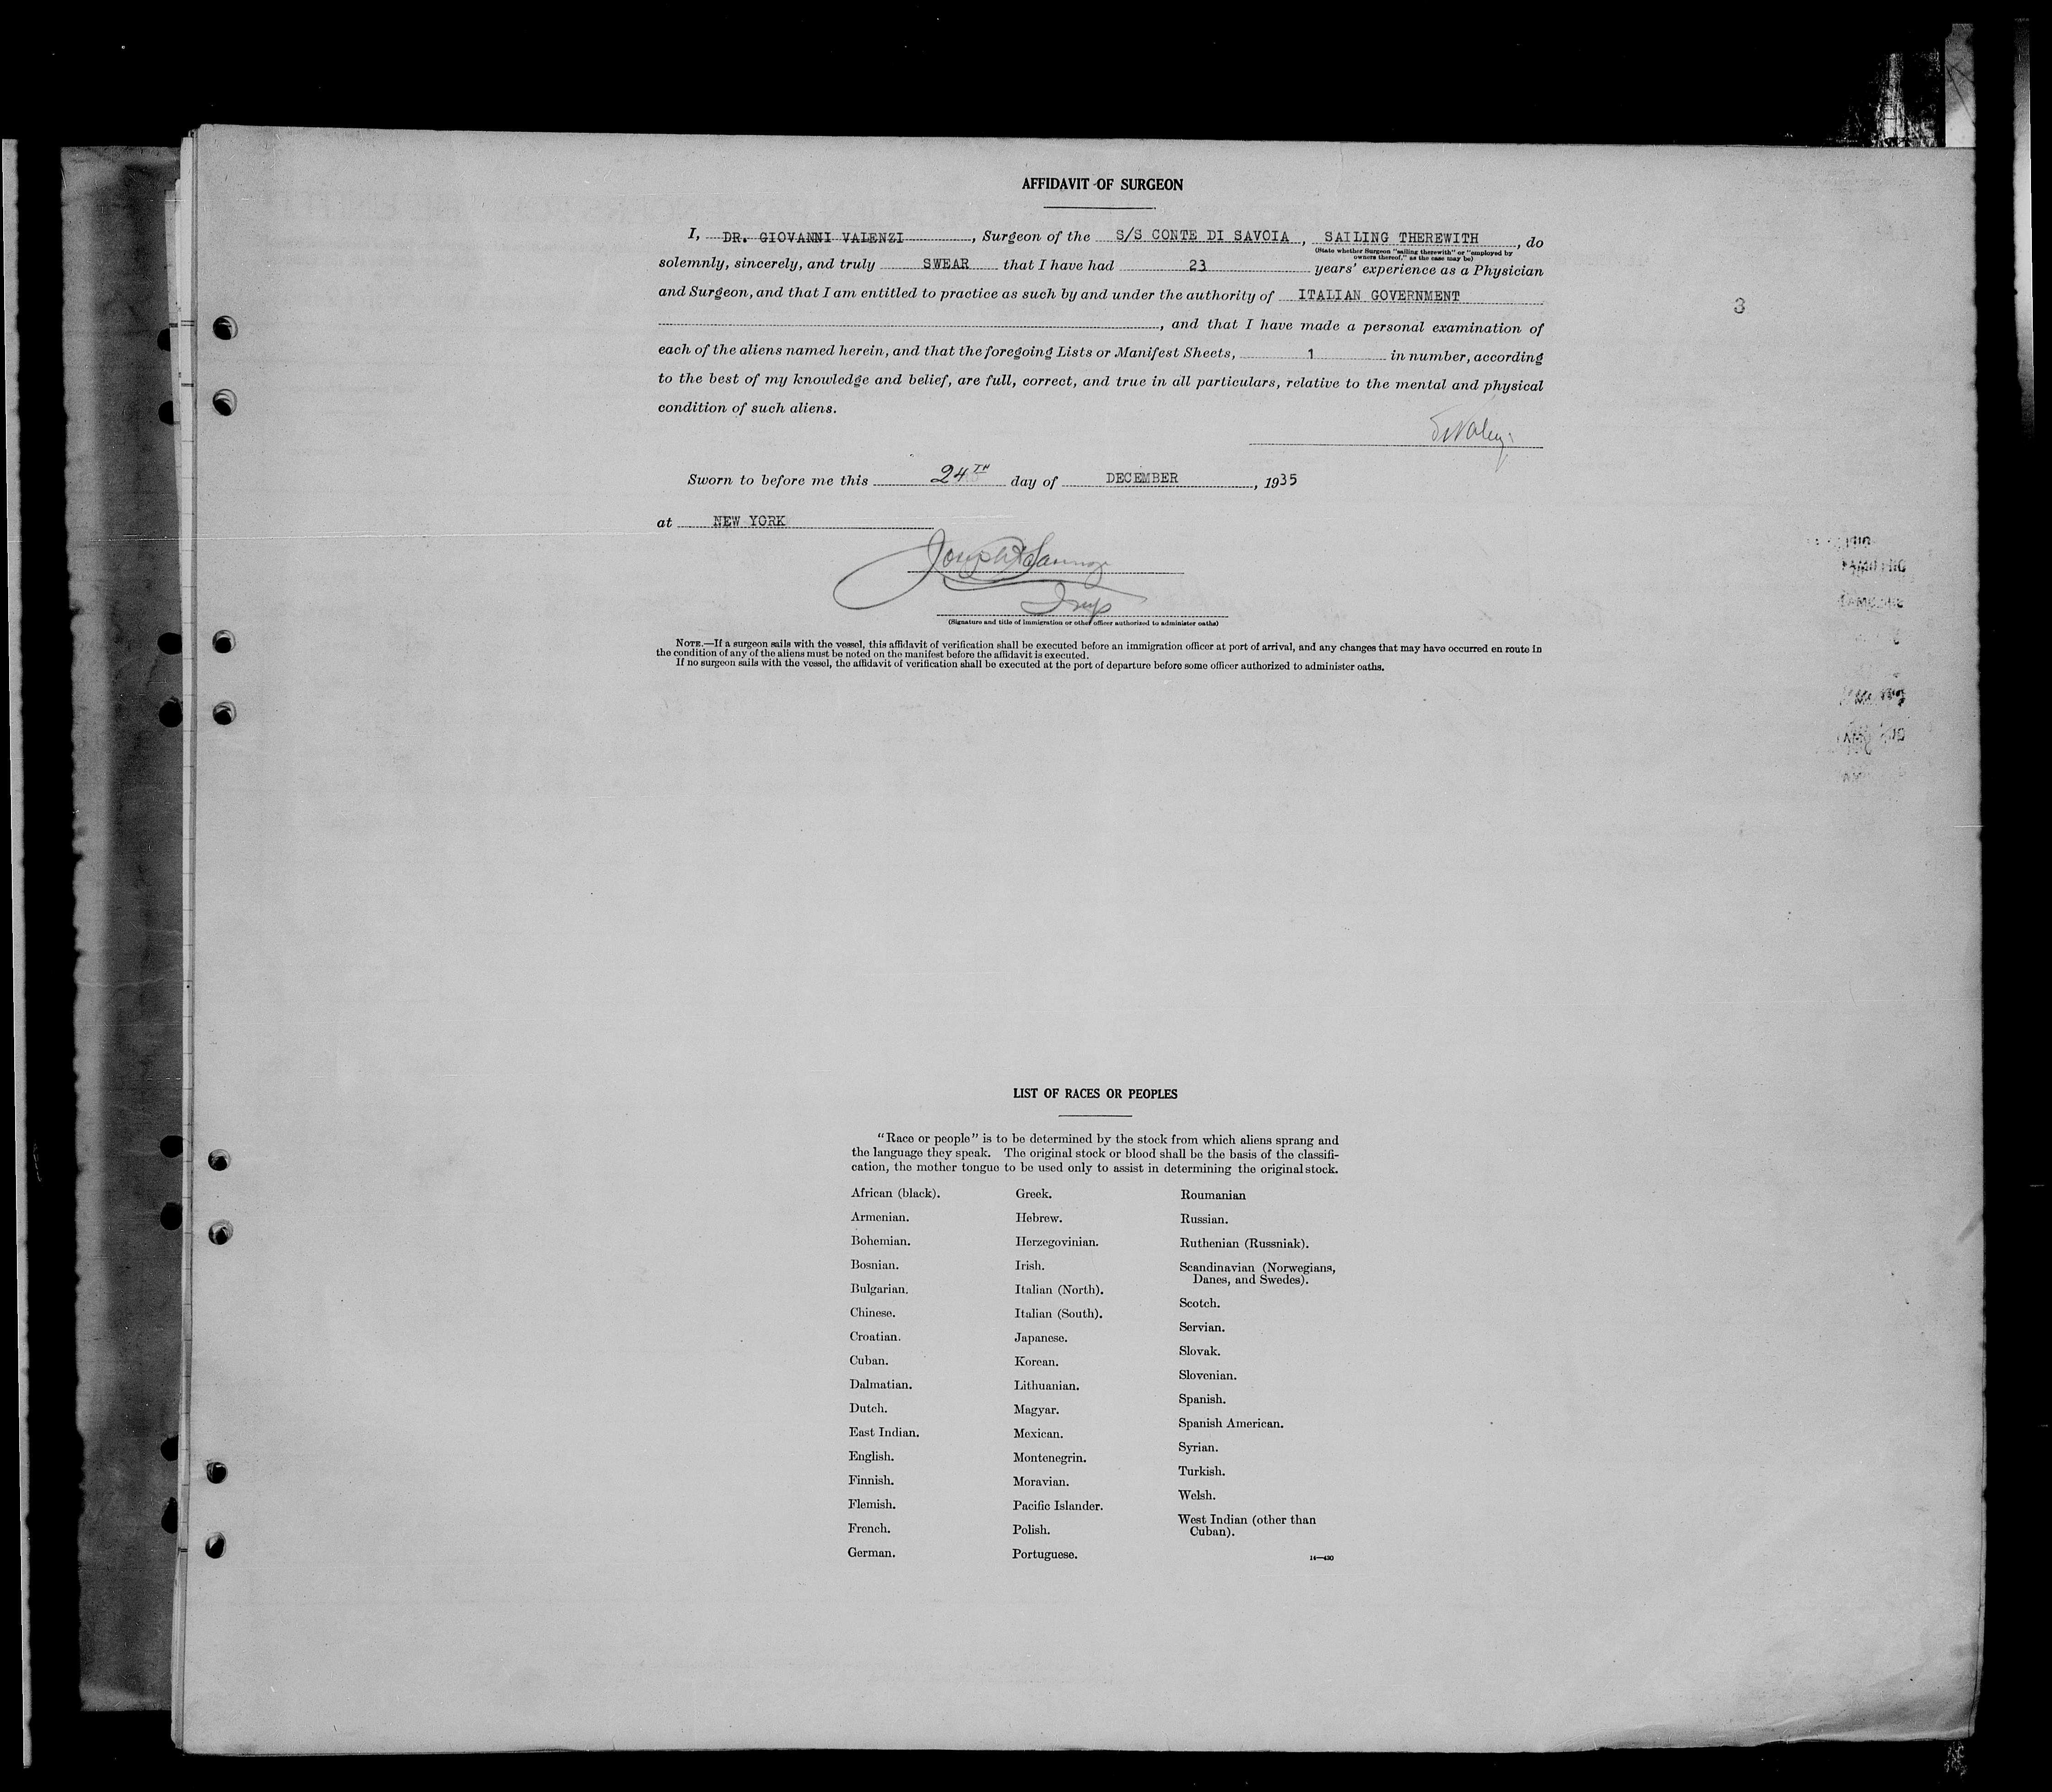 AFFIDAVIT OF SURGEON
I, DR. GIOVANNI VALENZI, Surgeon of the S/S CONTE DI SAVOIA, SAILING THEREWITH, do
(State whether Surgeon "sailing therewith" or "employed by
owners thereof," as the case may be)
solemnly, sincerely, and truly SWEAR that I have had 23 years' experience as a Physician
and Surgeon, and that I am entitled to practice as such by and under the authority of ITALIAN GOVERNMENT
3
, and that I have made a personal examination of
each of the aliens named herein, and that the foregoing Lists or Manifest Sheets, 1 in number, according
to the best of my knowledge and belief, are full, correct, and true in all particulars, relative to the mental and physical
condition of such aliens.
Sworn to before me this 24TH day of DECEMBER, 1935
at NEW YORK
Joseph
Insp
(Signature and title of immigration or other officer authorized to administer oaths)
NOTE.—If a surgeon sails with the vessel, this affidavit of verification shall be executed before an immigration officer at port of arrival, and any changes that may have occurred en route in
the condition of any of the aliens must be noted on the manifest before the affidavit is executed.
If no surgeon sails with the vessel, the affidavit of verification shall be executed at the port of departure before some officer authorized to administer oaths.
LIST OF RACES OR PEOPLES
"Race or people" is to be determined by the stock from which aliens sprang and
the language they speak. The original stock or blood shall be the basis of the classifi-
cation, the mother tongue to be used only to assist in determining the original stock.
African (black).
Armenian.
Bohemian.
Bosnian.
Bulgarian.
Chinese.
Croatian.
Cuban.
Dalmatian.
Dutch.
East Indian.
English.
Finnish.
Flemish.
French.
German.
Greek.
Hebrew.
Herzegovinian.
Irish.
Italian (North).
Italian (South).
Japanese.
Korean.
Lithuanian.
Magyar.
Mexican.
Montenegrin.
Moravian.
Pacific Islander.
Polish.
Portuguese.
Roumanian
Russian.
Ruthenian (Russniak).
Scandinavian (Norwegians,
Danes, and Swedes).
Scotch.
Servian.
Slovak.
Slovenian.
Spanish.
Spanish American.
Syrian.
Turkish.
Welsh.
West Indian (other than
Cuban).
14—430